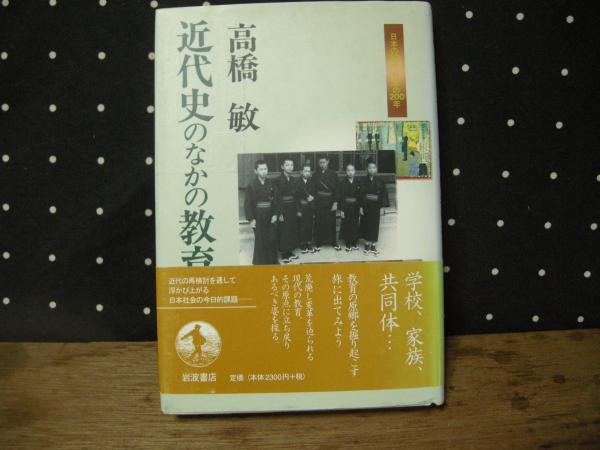 日本の
の200年
高橋 敏
近代史のなかの教育
学校、家族、
共同体…
教育の原郷を掘り起こす
旅に出てみよう
荒廃し変革を迫られる
現代の教育。
その原点に立ち戻り、
あるべき姿を探る。
近代の再検討を通して
浮かび上がる
日本社会の今日的課題
岩波書店
定価（本体2300円+税）